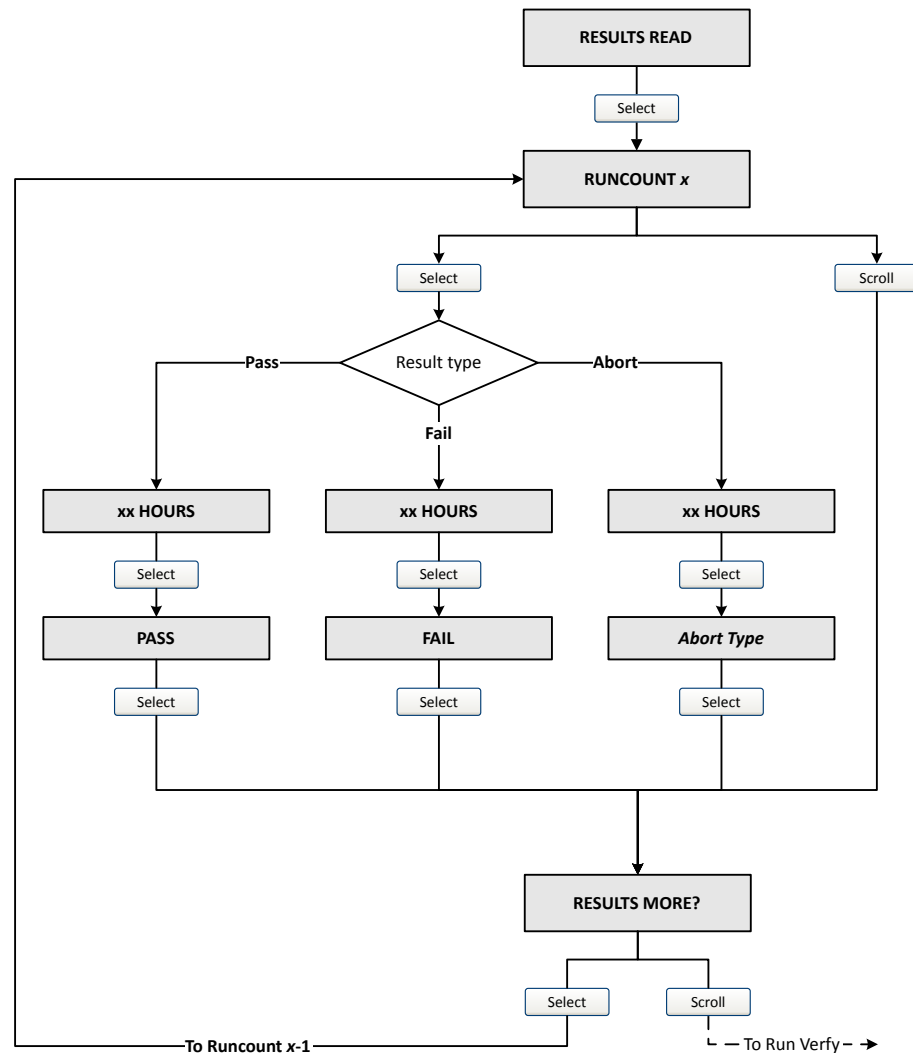 RESULTS READ
Select
RUNCOUNT x
Select
Scroll
Result type
Pass
Abort
Fail
xx HOURS
xx HOURS
xx HOURS
Select
Select
Select
PASS
FAIL
Abort Type
Select
Select
Select
RESULTS MORE?
Select
Scroll
To Runcount x-1
To Run Verfy